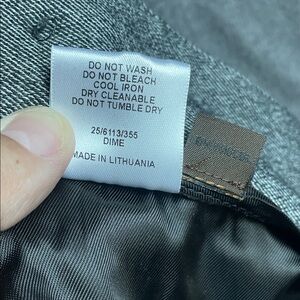 DO NOT WASH
DO NOT BLEACH
COOL IRON
DRY CLEANABLE
DO NOT TUMBLE DRY
25/6113/355
DIME
MADE IN LITHUANIA